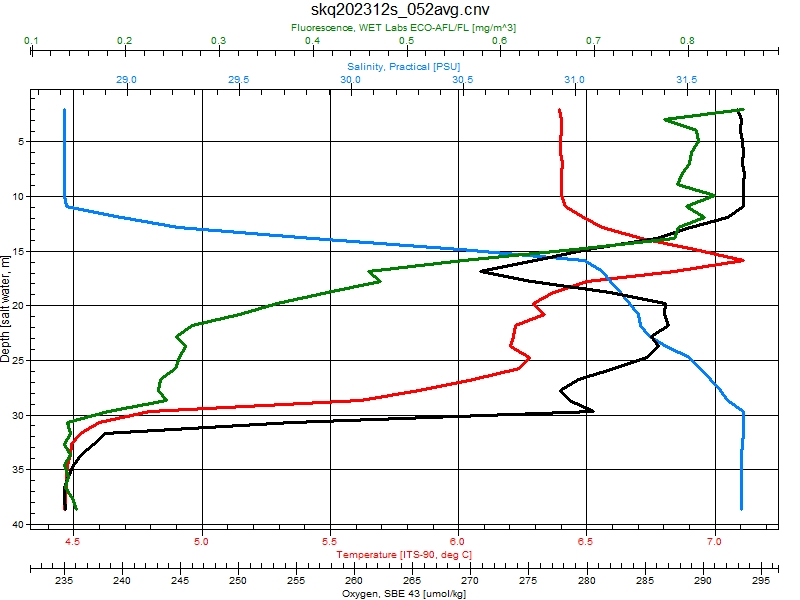 skq202312s_052avg.cnv
Fluorescence, WET Labs ECO-AFL/FL [mg/m^3]
0.1 0.2 0.3 0.4 0.5 0.6 0.7 0.8
Salinity, Practical [PSU]
29.0 29.5 30.0 30.5 31.0 31.5
5
10
15
20
25
30
35
40
Depth [salt water, m]
4.5 5.0 5.5 6.0 6.5 7.0
Temperature [ITS-90, deg C]
235 240 245 250 255 260 265 270 275 280 285 290 295
Oxygen, SBE 43 [umol/kg]